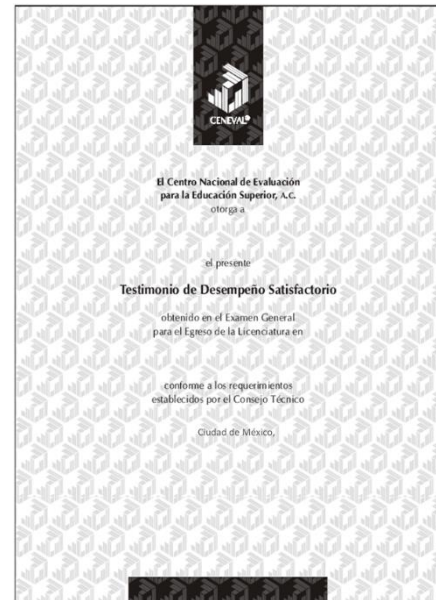 CENEVAL®
El Centro Nacional de Evaluación
para la Educación Superior, A.C.
otorga a
el presente
Testimonio de Desempeño Satisfactorio
obtenido en el Examen General
para el Egreso de la Licenciatura en
conforme a los requerimientos
establecidos por el Consejo Técnico
Ciudad de México,